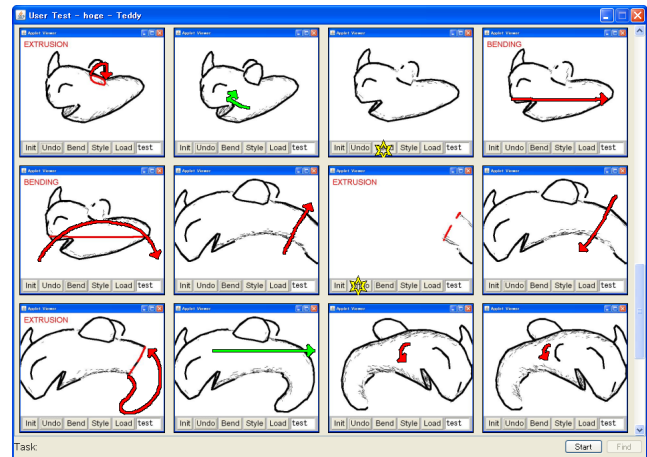 User Test - hoge - Teddy
Applet Viewer Applet Viewer Applet Viewer Applet Viewer
EXTRUSION BENDING
Init Undo Bend Style Load test Init Undo Bend Style Load test Init Undo Style Load test Init Undo Bend Style Load test
Applet Viewer Applet Viewer Applet Viewer Applet Viewer
BENDING EXTRUSION
Init Undo Bend Style Load test Init Undo Bend Style Load test Init Bend Style Load test Init Undo Bend Style Load test
Applet Viewer Applet Viewer Applet Viewer Applet Viewer
EXTRUSION
Init Undo Bend Style Load test Init Undo Bend Style Load test Init Undo Bend Style Load test Init Undo Bend Style Load test
Task: Start Find